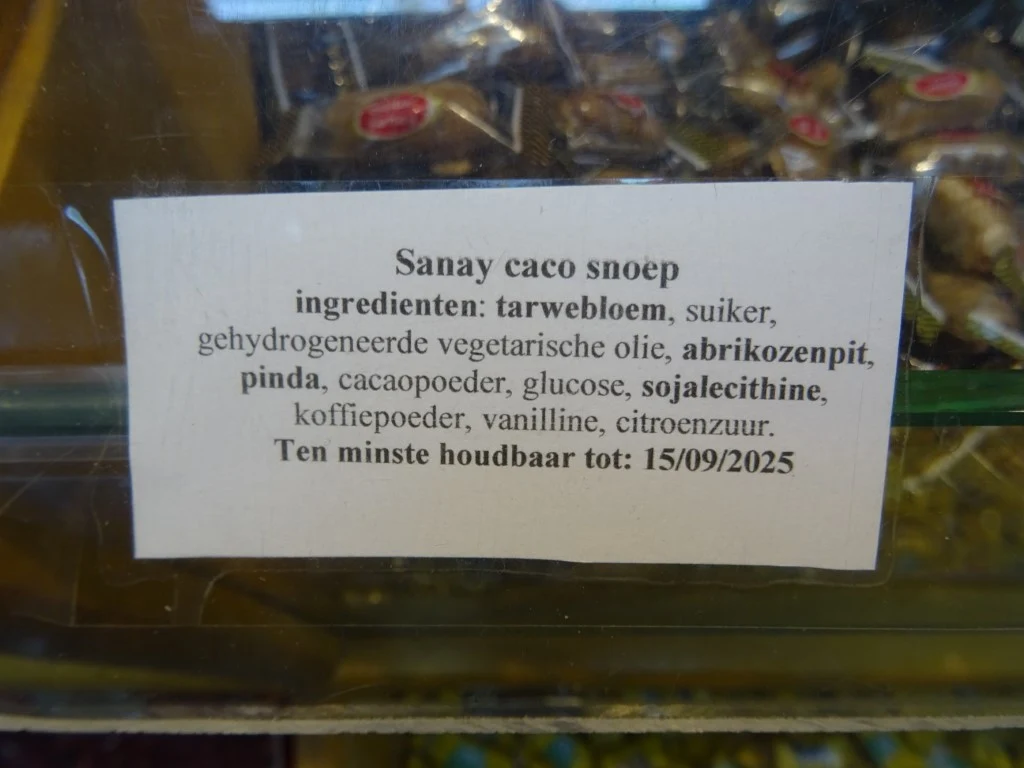 Sanay caco snoep
ingredienten: tarwebloem, suiker,
gehydrogeneerde vegetarische olie, abrikozenpit,
pinda, cacaopoeder, glucose, sojalecithine,
koffiepoeder, vanilline, citroenzuur.
Ten minste houdbaar tot: 15/09/2025